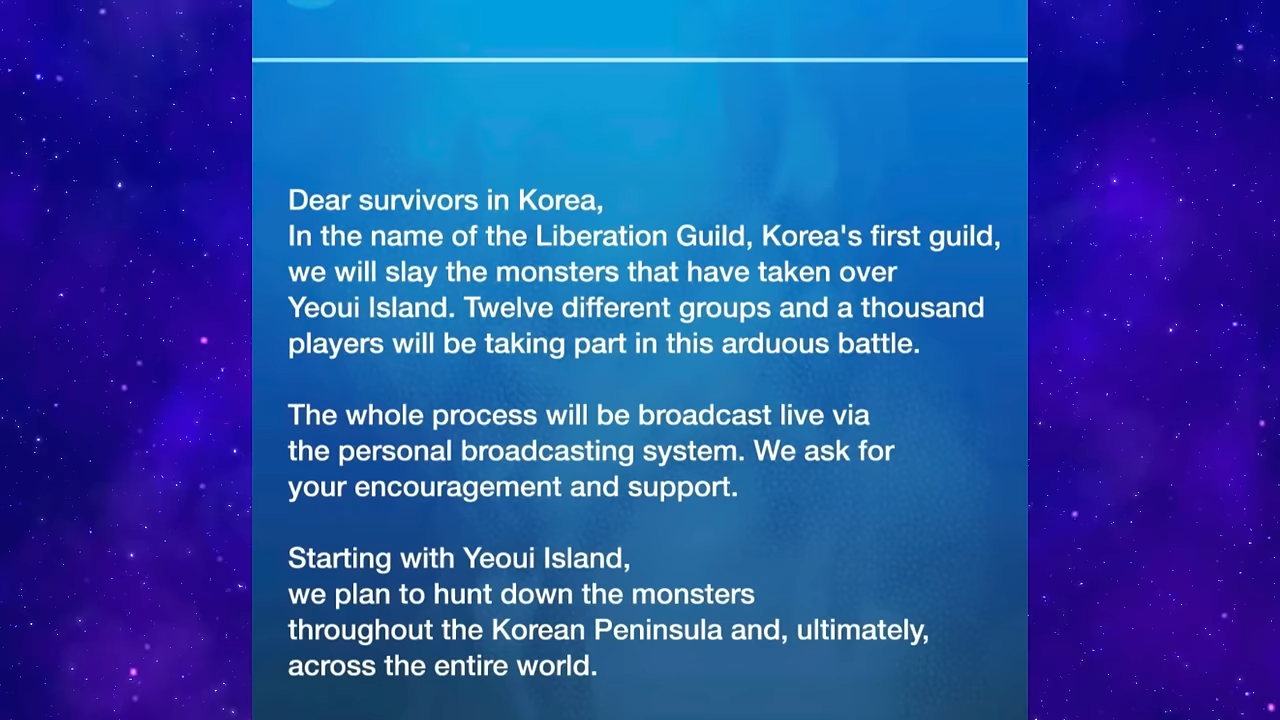 Dear survivors in Korea,
In the name of the Liberation Guild, Korea's first guild,
we will slay the monsters that have taken over
Yeoui Island. Twelve different groups and a thousand
players will be taking part in this arduous battle.
The whole process will be broadcast live via
the personal broadcasting system. We ask for
your encouragement and support.
Starting with Yeoui Island,
we plan to hunt down the monsters
throughout the Korean Peninsula and, ultimately,
across the entire world.